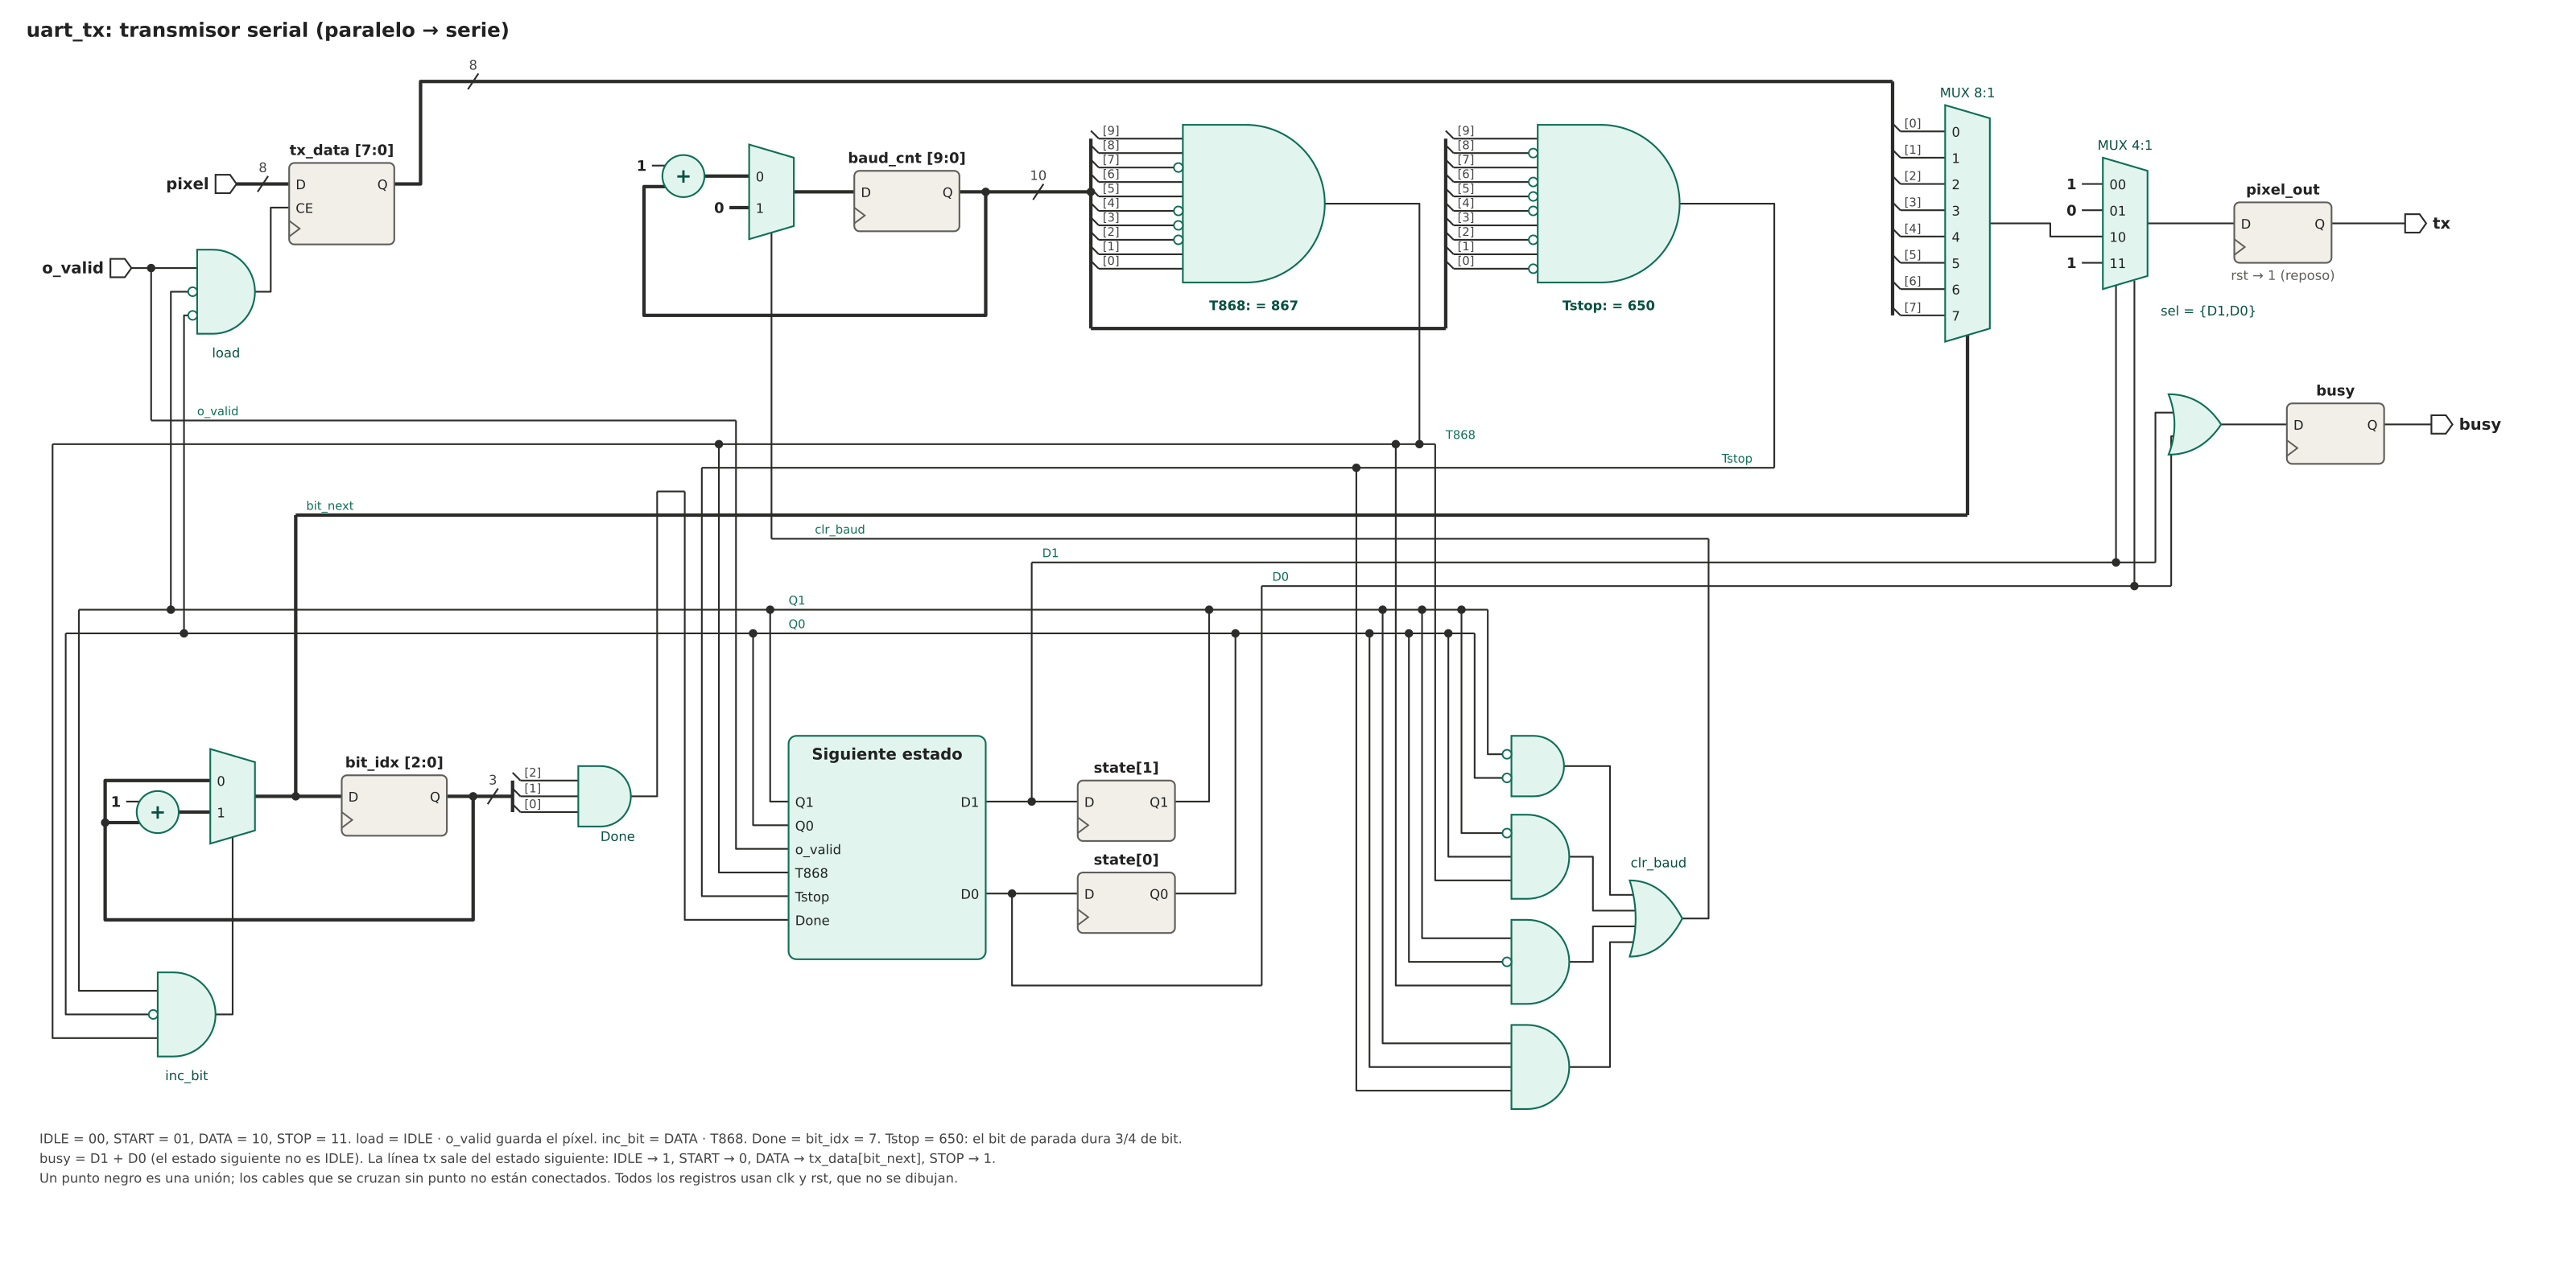 uart_tx: transmisor serial (paralelo → serie)
8
MUX 8:1
tx_data [7:0]
pixel
8
D
Q
CE
o_valid
load
1
+
0
0
1
baud_cnt [9:0]
D
Q
10
[9]
[8]
[7]
[6]
[5]
[4]
[3]
[2]
[1]
[0]
T868: = 867
[9]
[8]
[7]
[6]
[5]
[4]
[3]
[2]
[1]
[0]
Tstop: = 650
[0]
[1]
[2]
[3]
[4]
[5]
[6]
[7]
0
1
2
3
4
5
6
7
MUX 4:1
1
00
0
01
10
1
11
sel = {D1,D0}
pixel_out
D
Q
rst → 1 (reposo)
tx
busy
D
Q
busy
o_valid
T868
Tstop
bit_next
clr_baud
D1
D0
Q1
Q0
1
+
0
1
bit_idx [2:0]
D
Q
3
[2]
[1]
[0]
Done
inc_bit
Siguiente estado
Q1
Q0
o_valid
T868
Tstop
Done
D1
D0
state[1]
D
Q1
state[0]
D
Q0
clr_baud
IDLE = 00, START = 01, DATA = 10, STOP = 11. load = IDLE · o_valid guarda el píxel. inc_bit = DATA · T868. Done = bit_idx = 7. Tstop = 650: el bit de parada dura 3/4 de bit.
busy = D1 + D0 (el estado siguiente no es IDLE). La línea tx sale del estado siguiente: IDLE → 1, START → 0, DATA → tx_data[bit_next], STOP → 1.
Un punto negro es una unión; los cables que se cruzan sin punto no están conectados. Todos los registros usan clk y rst, que no se dibujan.